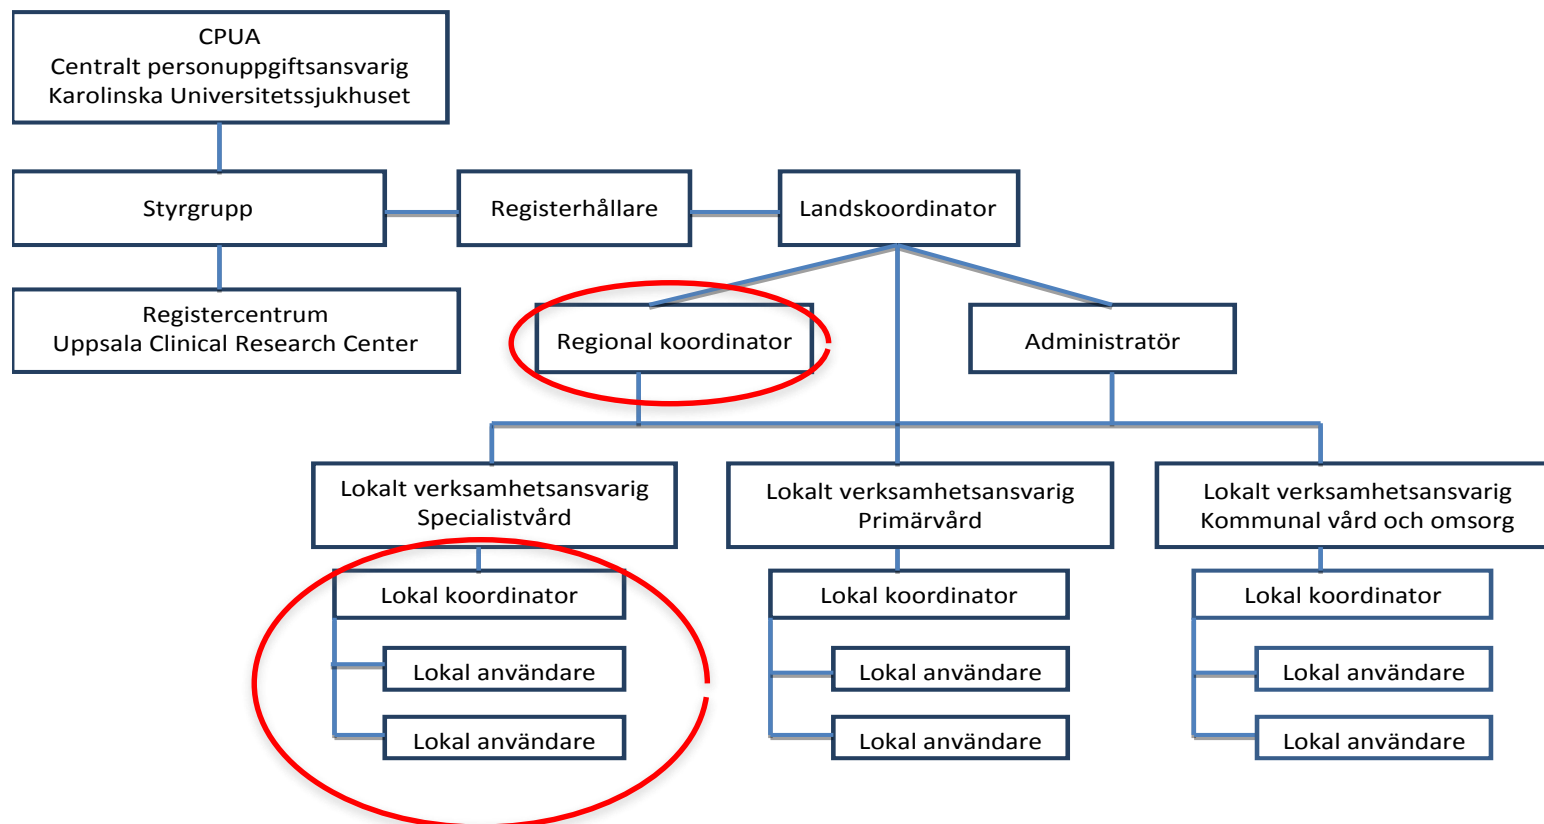 CPUA
Centralt personuppgiftsansvarig
Karolinska Universitetssjukhuset
Styrgrupp
Registerhållare
Landskoordinator
Registercentrum
Uppsala Clinical Research Center
Regional koordinator
Administratör
Lokalt verksamhetsansvarig
Specialistvård
Lokalt verksamhetsansvarig
Primärvård
Lokalt verksamhetsansvarig
Kommunal vård och omsorg
Lokal koordinator
Lokal användare
Lokal användare
Lokal koordinator
Lokal användare
Lokal användare
Lokal koordinator
Lokal användare
Lokal användare